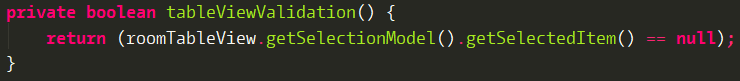 private boolean tableViewValidation() {
    return (roomTableView.getSelectionModel().getSelectedItem() == null);
}